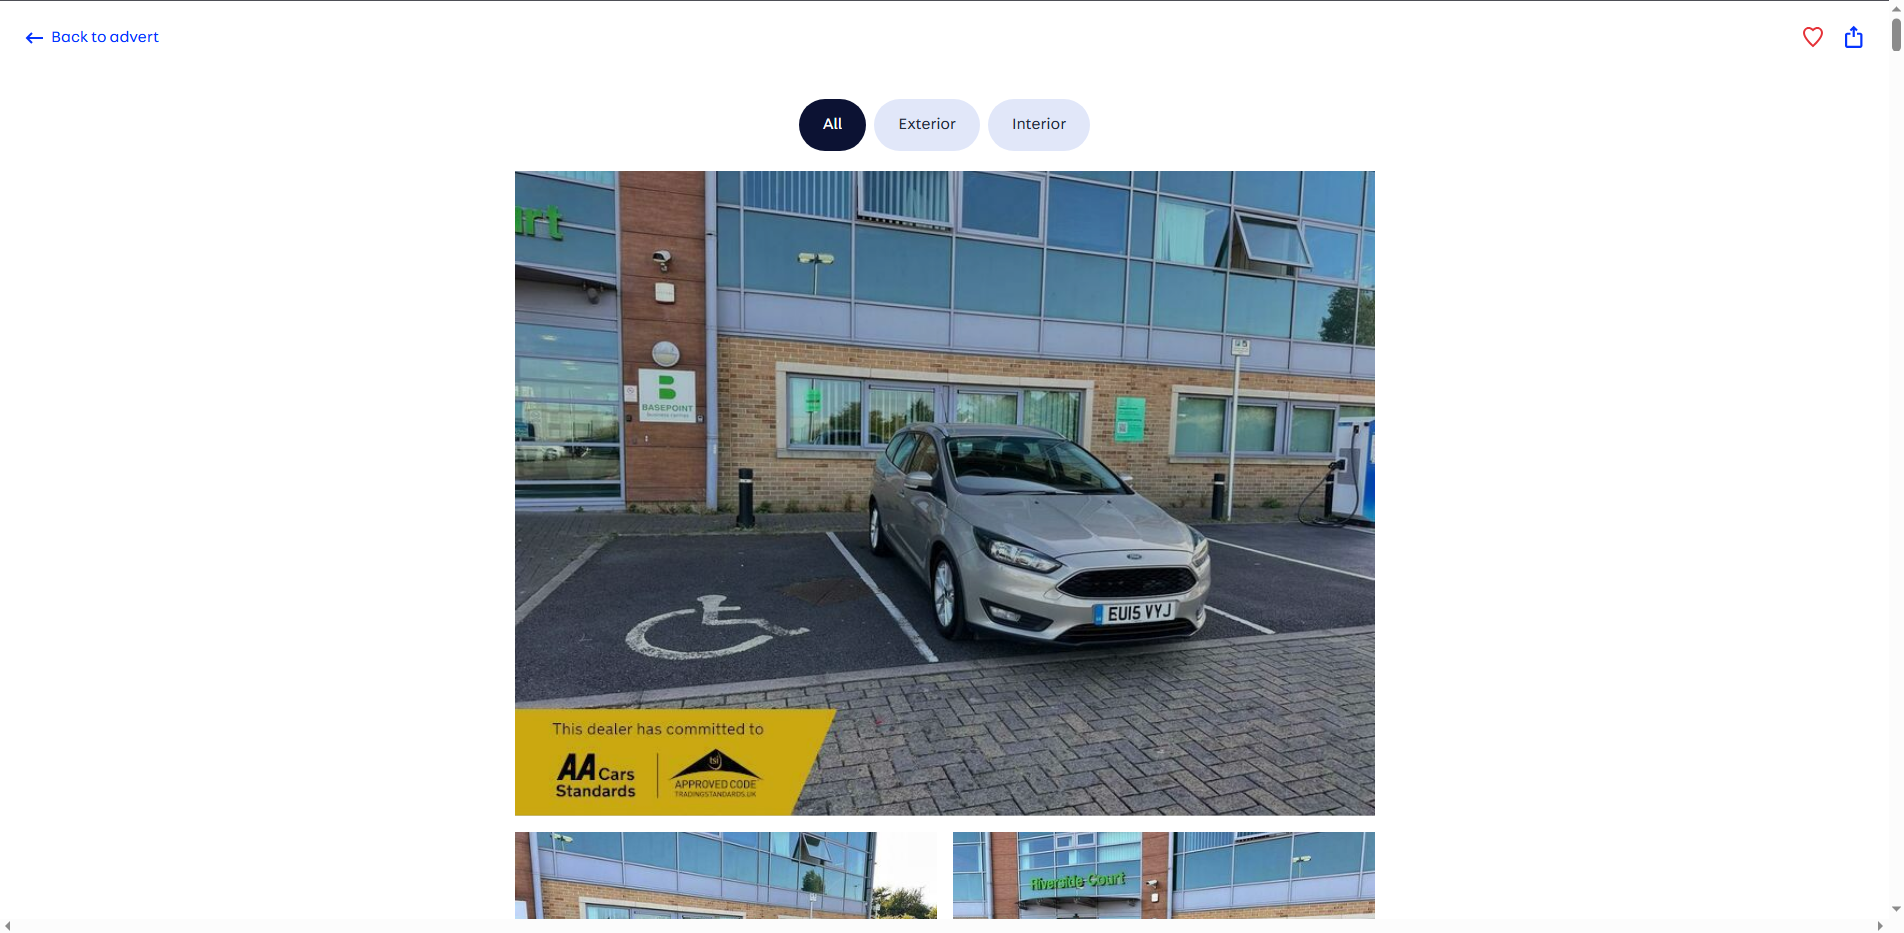 Back to advert
All
Exterior
Interior
BASEPOINT
EU15 VYJ
This dealer has committed to
AA Cars
Standards
tsi
APPROVED CODE
TRADINGSTANDARDS.UK
Riverside Court